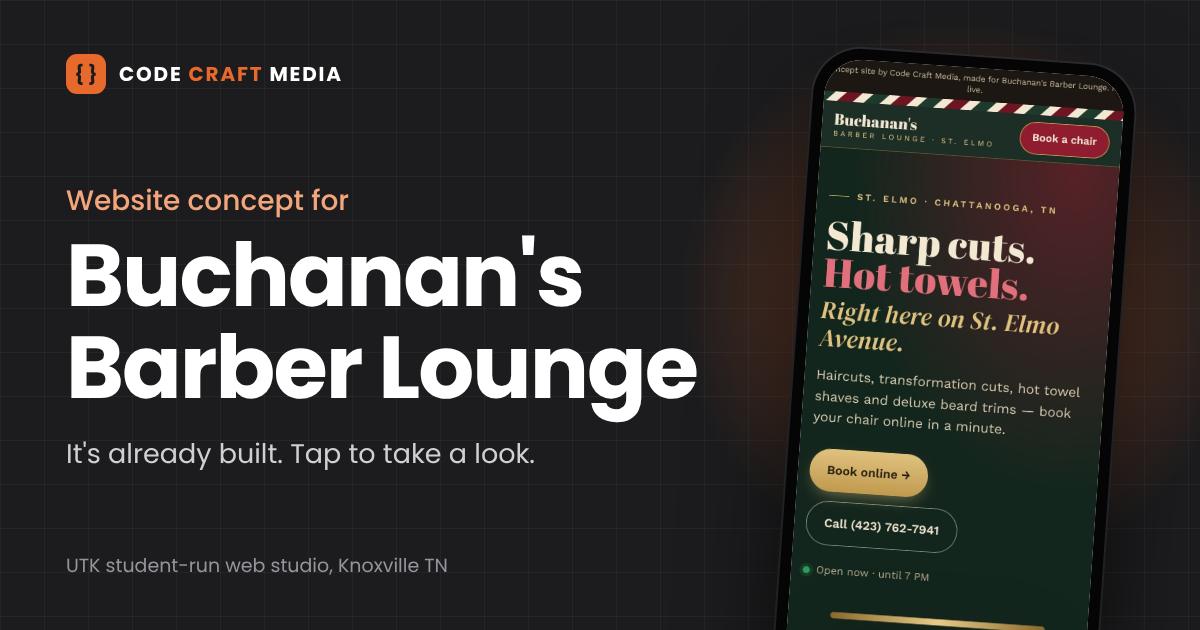 { } CODE CRAFT MEDIA
Website concept for
Buchanan's
Barber Lounge
It's already built. Tap to take a look.
UTK student-run web studio, Knoxville TN
site by Code Craft Media, made for Buchanan's Barber Lounge.
live.
Buchanan's
BARBER LOUNGE · ST. ELMO
Book a chair
ST. ELMO · CHATTANOOGA, TN
Sharp cuts.
Hot towels.
Right here on St. Elmo
Avenue.
Haircuts, transformation cuts, hot towel
shaves and deluxe beard trims — book
your chair online in a minute.
Book online →
Call (423) 762-7941
Open now · until 7 PM